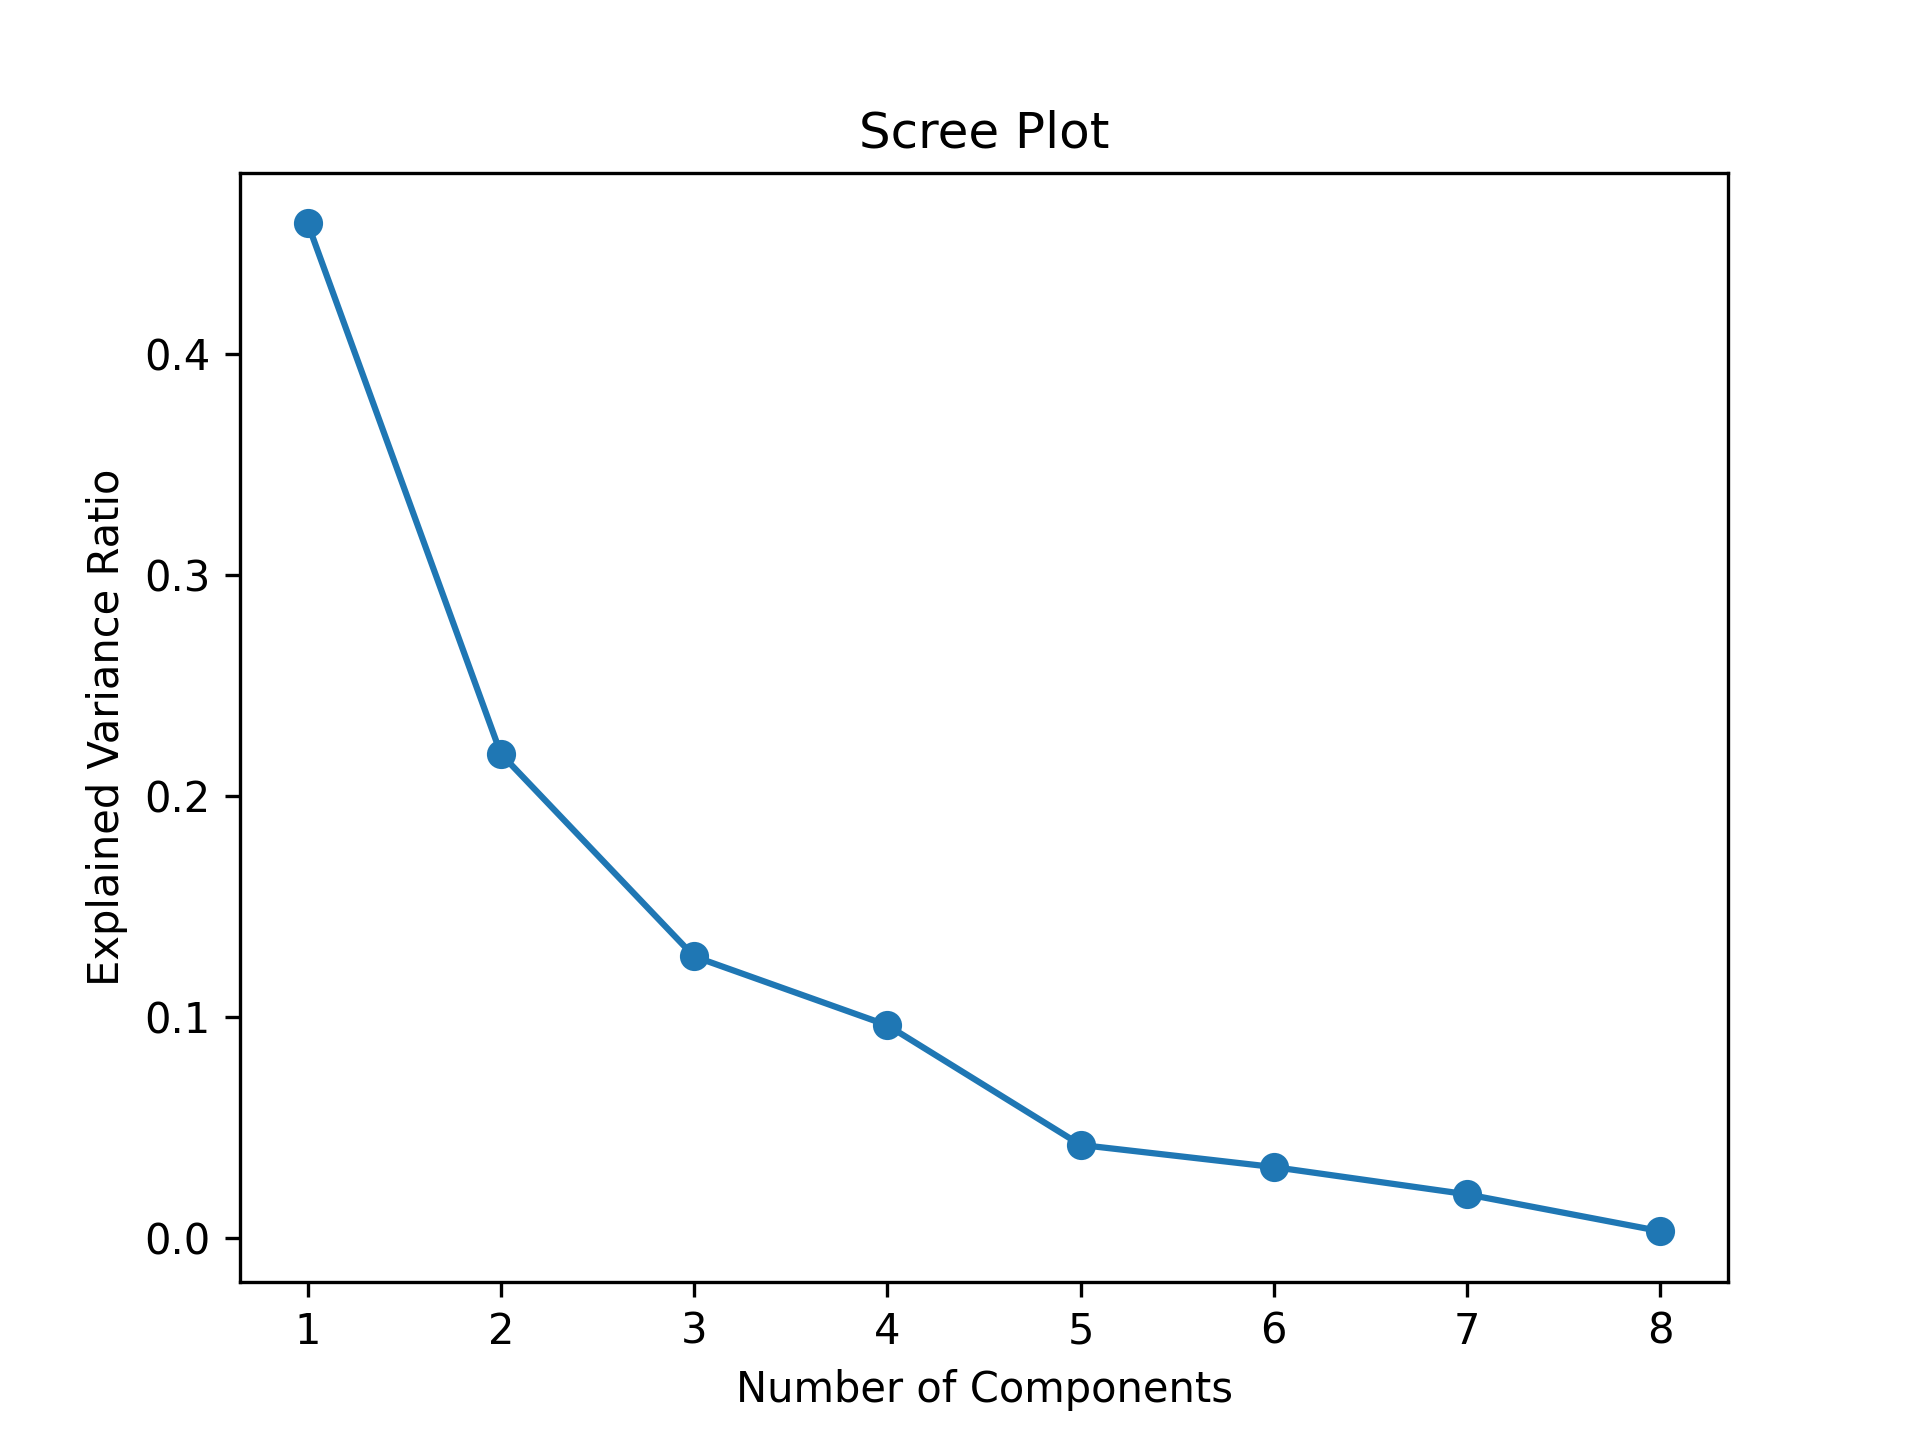 Scree Plot
Explained Variance Ratio
0.4
0.3
0.2
0.1
0.0
1 2 3 4 5 6 7 8
Number of Components